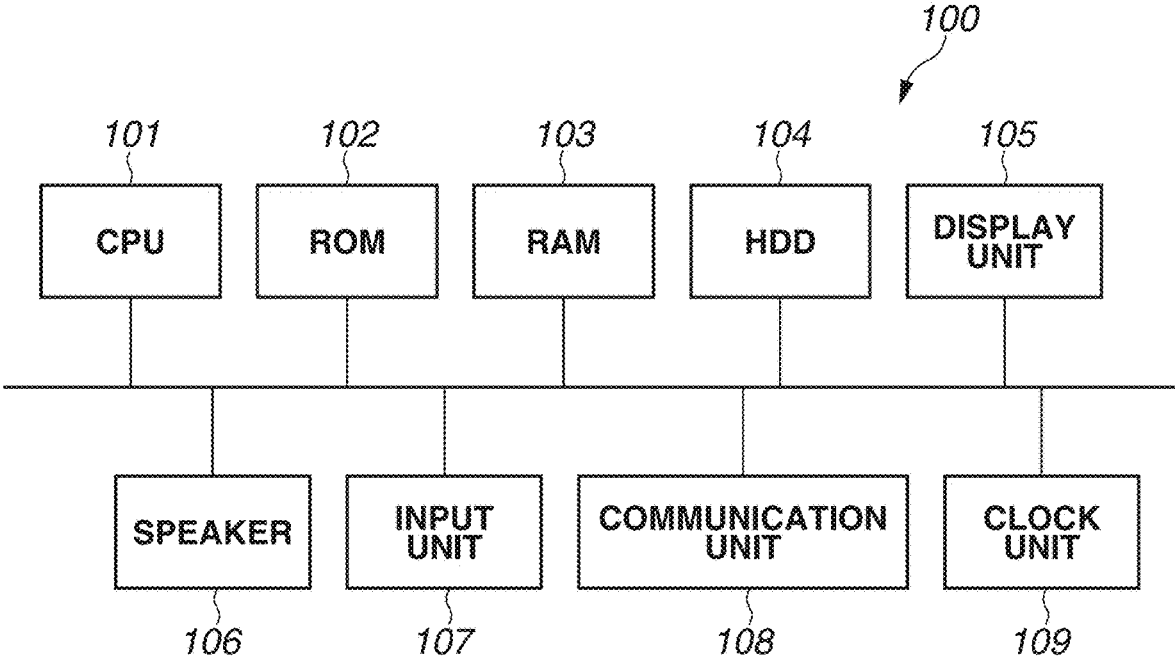 100
101
102
103
104
105
CPU
ROM
RAM
HDD
DISPLAY
UNIT
SPEAKER
INPUT
UNIT
COMMUNICATION
UNIT
CLOCK
UNIT
106
107
108
109